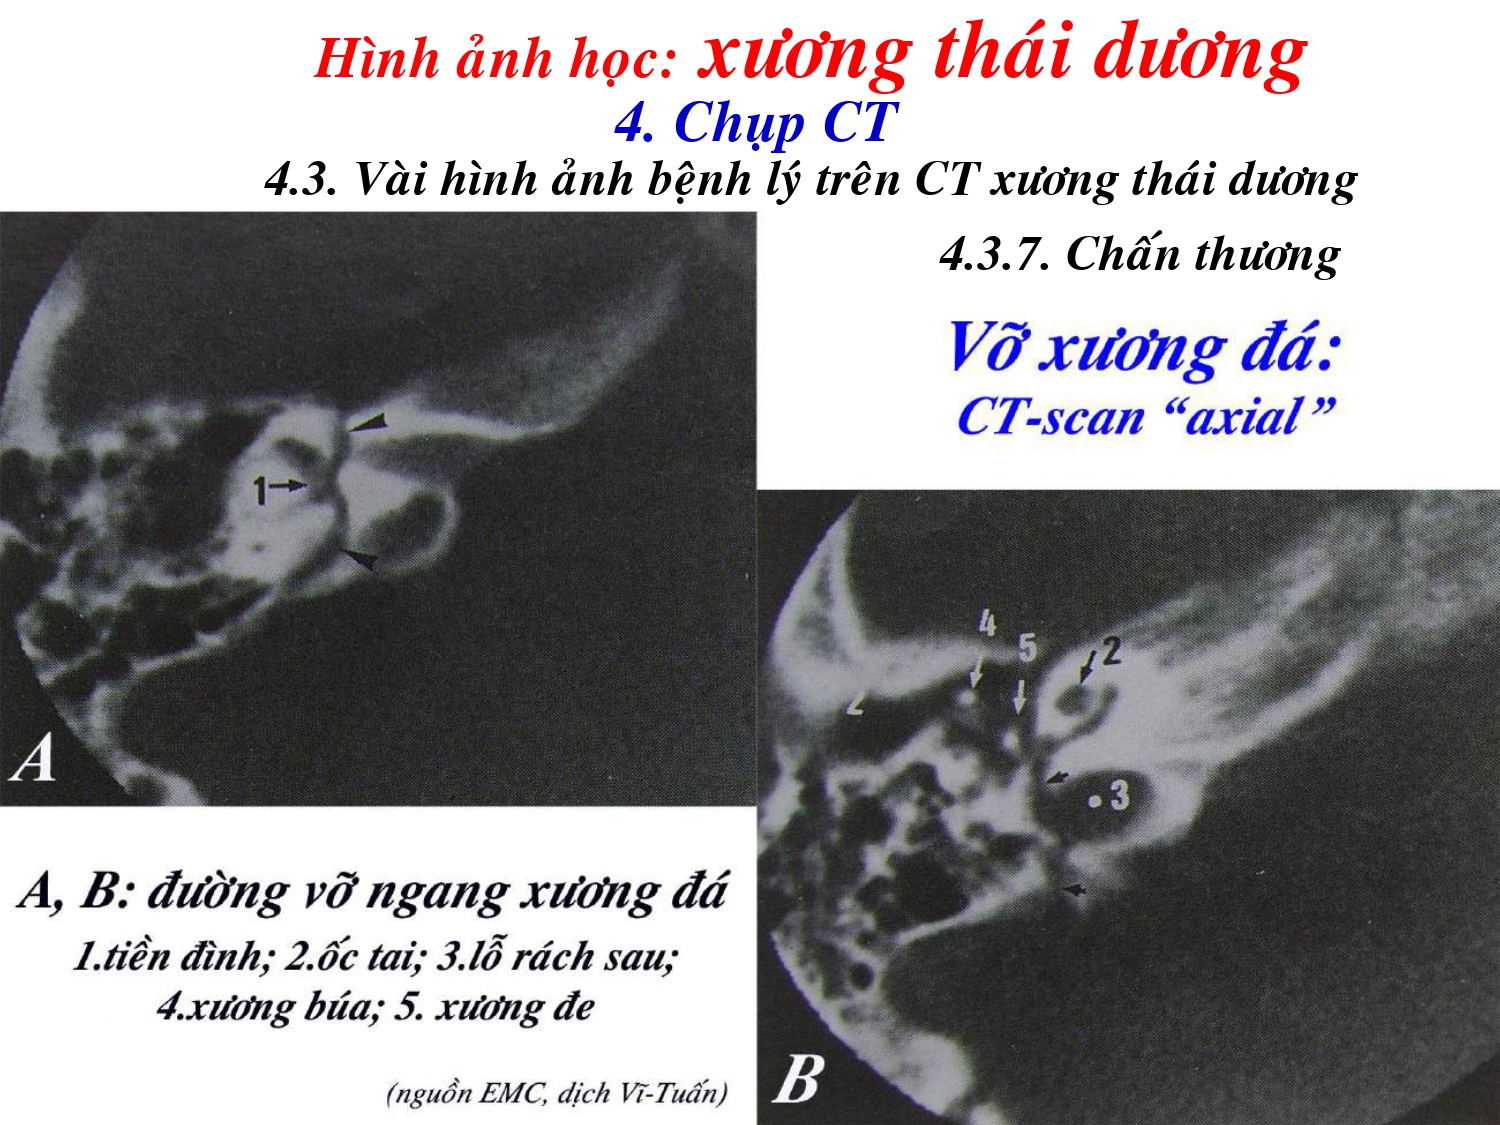 Hình ảnh học: xương thái dương
4. Chụp CT
4.3. Vài hình ảnh bệnh lý trên CT xương thái dương
4.3.7. Chấn thương
Vỡ xương đá:
CT-scan “axial”
1
A
4
5
2
2
3
B
A, B: đường vỡ ngang xương đá
1.tiền đình; 2.ốc tai; 3.lỗ rách sau;
4.xương búa; 5. xương đe
(nguồn EMC, dịch Vĩ-Tuấn)